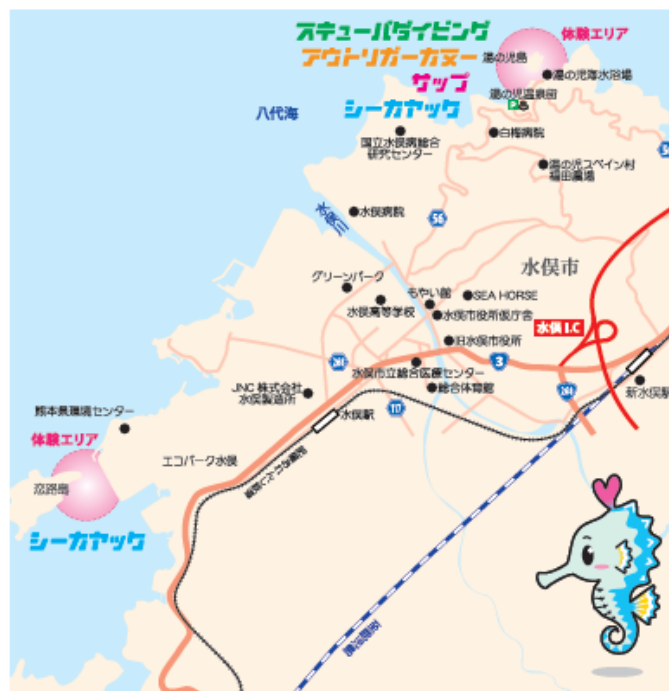 スキューバダイビング
アウトリガーカヌー
サップ
シーカヤック
体験エリア
湯の児島
湯の児海水浴場
湯の児温泉街
P
八代海
国立水俣病総合
研究センター
白梅病院
湯の児スペイン村
福田農場
水俣病院
水俣川
56
グリーンパーク
水俣高等学校
もやい館
SEA HORSE
水俣市役所仮庁舎
旧水俣市役所
水俣市
水俣I.C
3
268
水俣市立総合医療センター
総合体育館
新水俣駅
JNC株式会社
水俣製造所
水俣駅
117
熊本県環境センター
体験エリア
恋路島
シーカヤック
エコパーク水俣